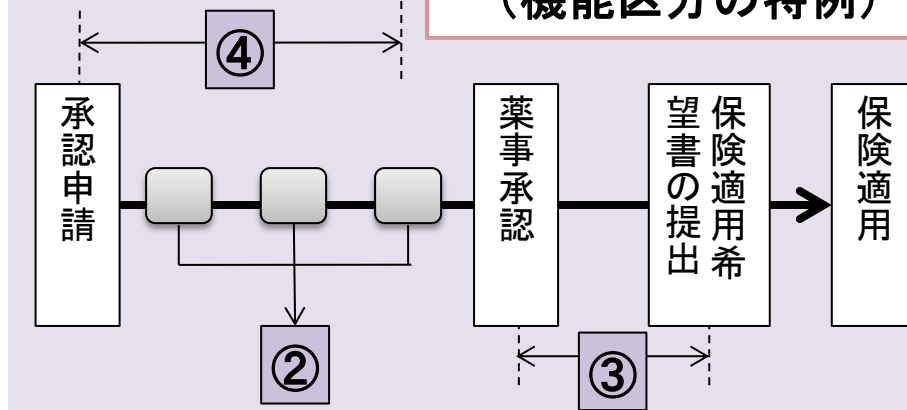 （機能区分の特例）
④
承認申請
薬事承認
保険適用希
望書の提出
保険適用
②
③